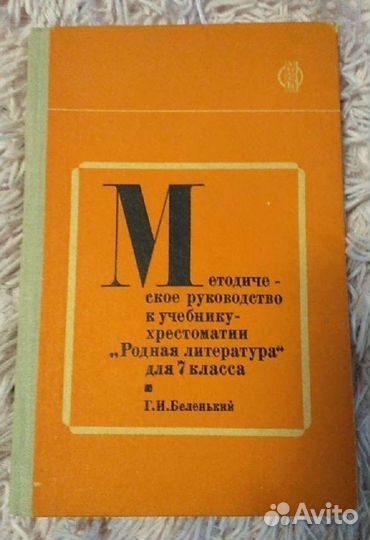 Методиче-
ское руководство
к учебнику-
хрестоматии
„Родная литература“
для 7 класса
Г.И.Беленький
Avito